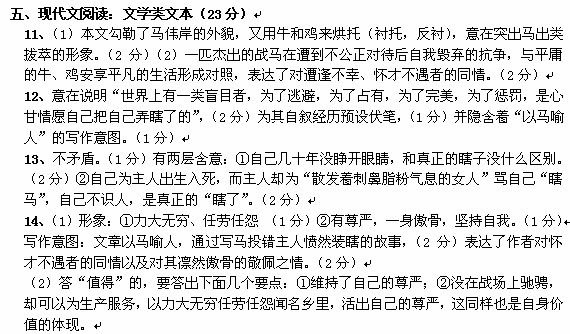 五、现代文阅读：文学类文本（23 分）
11、（1）本文勾勒了马伟岸的外貌，又用牛和鸡来烘托（衬托，反衬），意在突出马出类
拔萃的形象。（2 分）（2）一匹杰出的战马在遭到不公正对待后自我毁弃的抗争，与平庸
的牛、鸡安享平凡的生活形成对照，表达了对遭逢不幸、怀才不遇者的同情。（2 分）
12、意在说明“世界上有一类盲目者，为了逃避，为了占有，为了完美，为了惩罚，是心
甘情愿自己把自己弄瞎了的”，（2 分）为其自叙经历预设伏笔，（1 分）并隐含着“以马喻
人”的写作意图。（1 分）
13、不矛盾。（1 分）有两层含意：①自己几十年没睁开眼睛，和真正的瞎子没什么区别。
（2 分）②自己为主人出生入死，而主人却为“散发着刺鼻脂粉气息的女人”骂自己“瞎
马”，自己不识人，是真正的“瞎了”。（2 分）
14、（1）形象：①力大无穷、任劳任怨 （1 分）②有尊严，一身傲骨，坚持自我。（1 分）
写作意图：文章以马喻人，通过写马投错主人愤然装瞎的故事，（2 分）表达了作者对怀
才不遇者的同情以及对其凛然傲骨的敬佩之情。（2 分）
（2）答“值得”的，要答出下面几个要点：①维持了自己的尊严；②没在战场上驰骋，
却可以为生产服务，以力大无穷任劳任怨闻名乡里，活出自己的尊严，这同样也是自身价
值的体现。